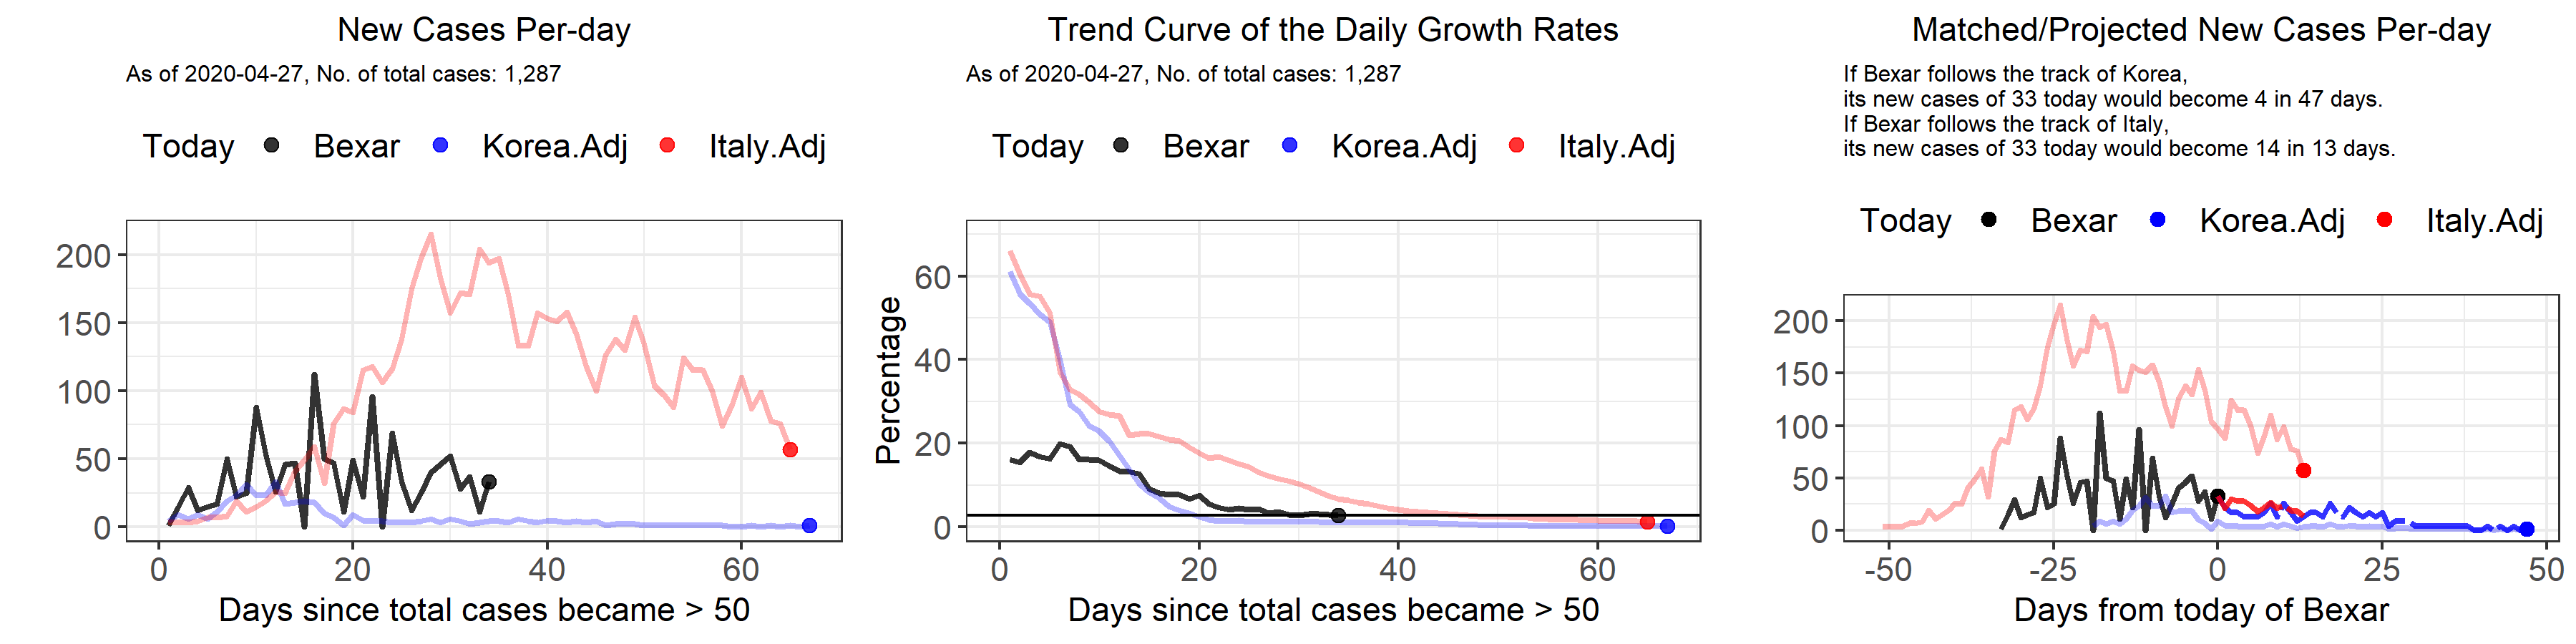 New Cases Per-day
As of 2020-04-27, No. of total cases: 1,287
Today Bexar Korea.Adj Italy.Adj
200
150
100
50
0
0 20 40 60
Days since total cases became > 50
Trend Curve of the Daily Growth Rates
As of 2020-04-27, No. of total cases: 1,287
Today Bexar Korea.Adj Italy.Adj
Percentage
60
40
20
0
0 20 40 60
Days since total cases became > 50
Matched/Projected New Cases Per-day
If Bexar follows the track of Korea,
its new cases of 33 today would become 4 in 47 days.
If Bexar follows the track of Italy,
its new cases of 33 today would become 14 in 13 days.
Today Bexar Korea.Adj Italy.Adj
200
150
100
50
0
-50 -25 0 25 50
Days from today of Bexar